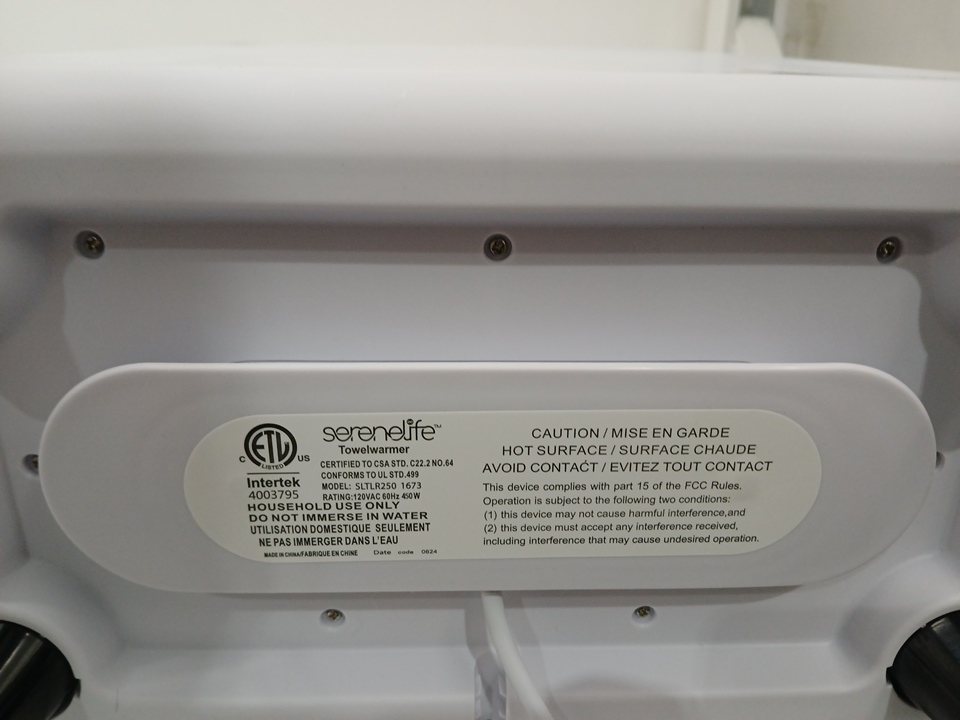 serenelife™
Towelwarmer
ETL
LISTED
C US
Intertek
4003795
CERTIFIED TO CSA STD. C22.2 NO.64
CONFORMS TO UL STD.499
MODEL: SLTLR250 1673
RATING:120VAC 60Hz 450W
HOUSEHOLD USE ONLY
DO NOT IMMERSE IN WATER
UTILISATION DOMESTIQUE SEULEMENT
NE PAS IMMERGER DANS L'EAU
MADE IN CHINA/FABRIQUE EN CHINE Date code 0824
CAUTION / MISE EN GARDE
HOT SURFACE / SURFACE CHAUDE
AVOID CONTACT / EVITEZ TOUT CONTACT
This device complies with part 15 of the FCC Rules.
Operation is subject to the following two conditions:
(1) this device may not cause harmful interference,and
(2) this device must accept any interference received,
including interference that may cause undesired operation.